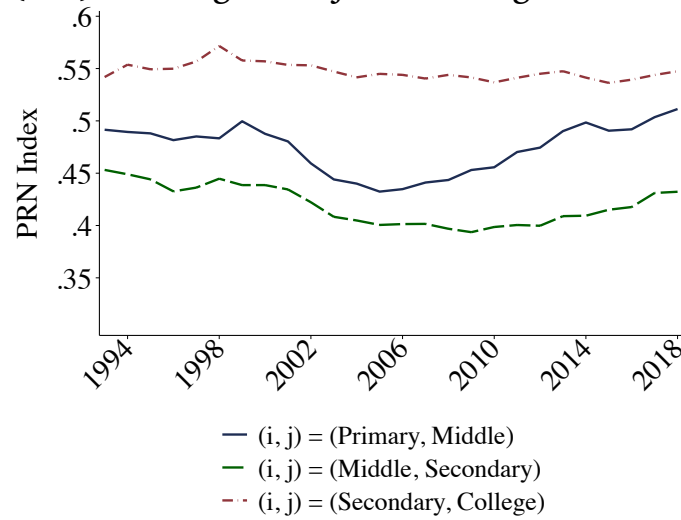 .6
.55
.5
.45
.4
.35
PRN Index
1994 1998 2002 2006 2010 2014 2018
(i, j) = (Primary, Middle)
(i, j) = (Middle, Secondary)
(i, j) = (Secondary, College)